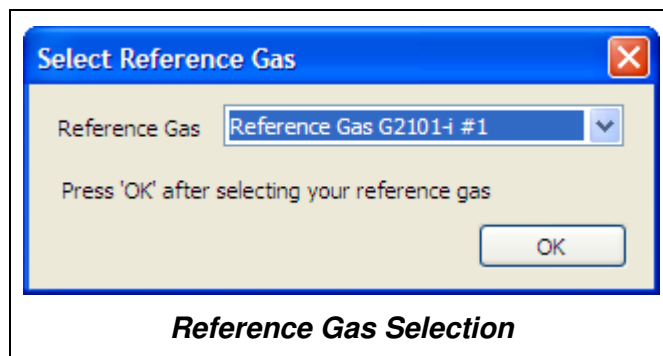 Select Reference Gas
Reference Gas Reference Gas G2101-i #1
Press 'OK' after selecting your reference gas
OK
Reference Gas Selection